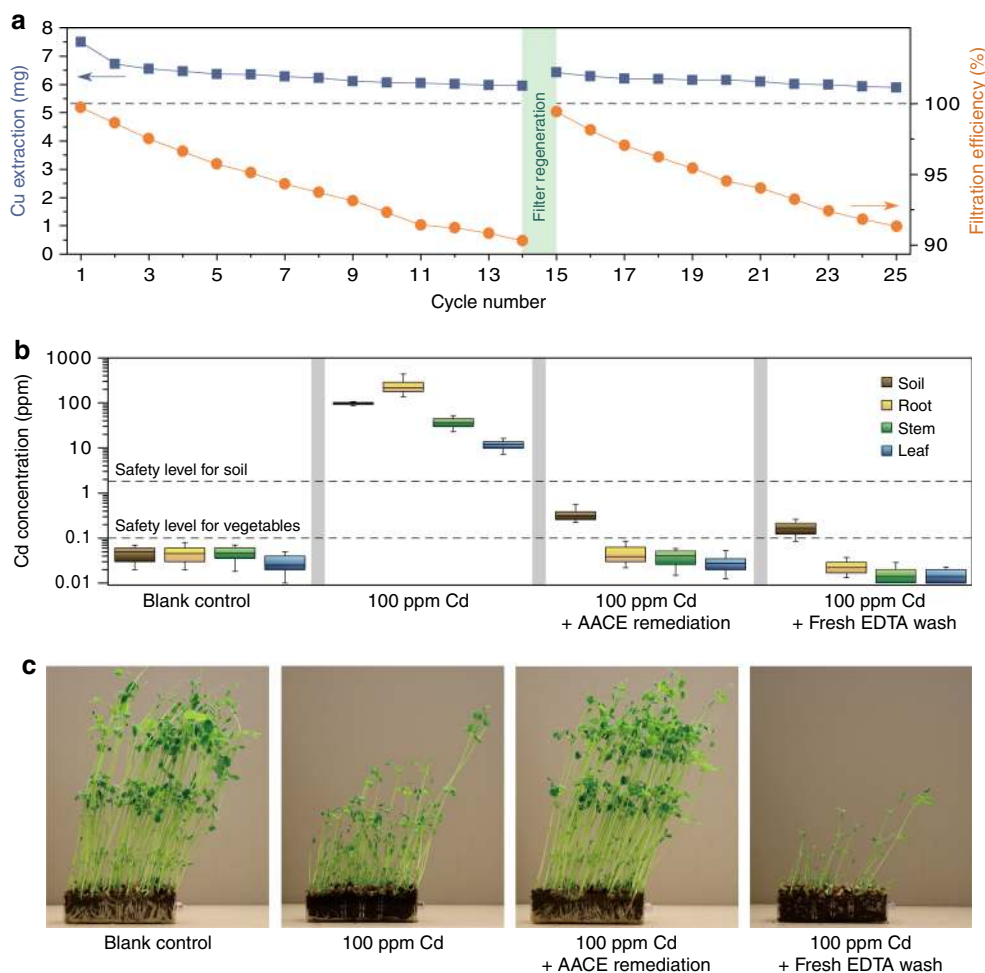 a
Cu extraction (mg)
8
7
6
5
4
3
2
1
0
Filter regeneration
100
95
90
Filtration efficiency (%)
1 3 5 7 9 11 13 15 17 19 21 23 25
Cycle number
b
Cd concentration (ppm)
1000
100
10
1
0.1
0.01
Safety level for soil
Safety level for vegetables
Soil
Root
Stem
Leaf
Blank control
100 ppm Cd
100 ppm Cd
+ AACE remediation
100 ppm Cd
+ Fresh EDTA wash
c
Blank control
100 ppm Cd
100 ppm Cd
+ AACE remediation
100 ppm Cd
+ Fresh EDTA wash